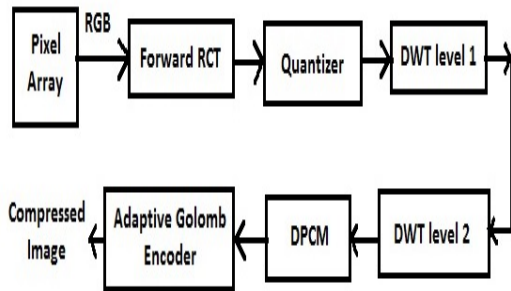 Pixel
Array
RGB
Forward RCT
Quantizer
DWT level 1
DWT level 2
DPCM
Adaptive Golomb
Encoder
Compressed
Image